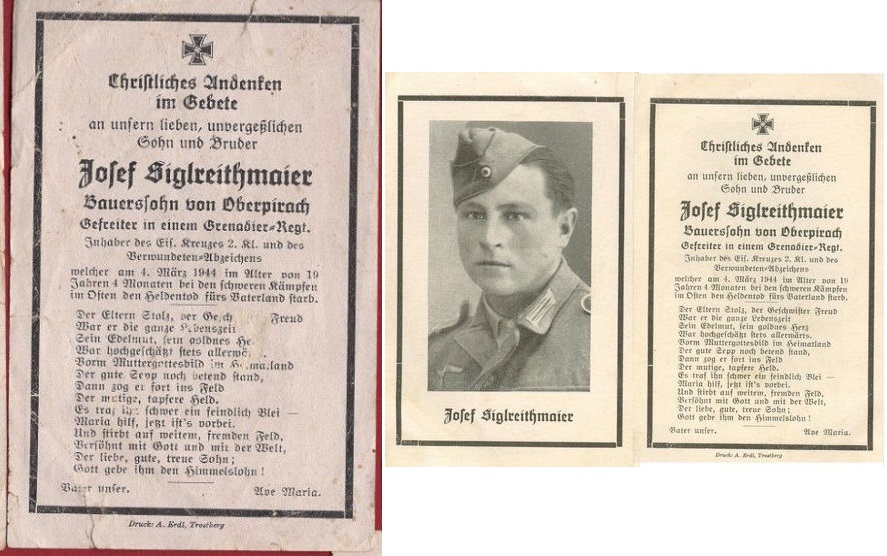 Christliches Andenken
im Gebete
an unsern lieben, unvergeßlichen
Sohn und Bruder
Josef Siglreithmaier
Bauerssohn von Oberpirach
Gefreiter in einem Grenadier-Regt.
Inhaber des Eis. Kreuzes 2. Kl. und des
Verwundeten-Abzeichens
welcher am 4. März 1944 im Alter von 19
Jahren 4 Monaten bei den schweren Kämpfen
im Osten den Heldentod fürs Vaterland starb.
Der Eltern Stolz, der Gesch Freud
War er die ganze Lebenszeit
Sein Edelmut, sein goldnes He
War hochgeschätzt stets allerwä
Vorm Muttergottesbild im Heimatland
Der gute Sepp noch betend stand,
Dann zog er fort ins Feld
Der mutige, tapfere Held.
Es traf ihn schwer ein feindlich Blei —
Maria hilf, jetzt ist's vorbei.
Und stirbt auf weitem, fremden Feld,
Versöhnt mit Gott und mit der Welt,
Der liebe, gute, treue Sohn;
Gott gebe ihm den Himmelslohn!
Vater unser. Ave Maria.
Druck: A. Erdl, Trostberg
Josef Siglreithmaier
Christliches Andenken
im Gebete
an unsern lieben, unvergeßlichen
Sohn und Bruder
Josef Siglreithmaier
Bauerssohn von Oberpirach
Gefreiter in einem Grenadier-Regt.
Inhaber des Eis. Kreuzes 2. Kl. und des
Verwundeten-Abzeichens
welcher am 4. März 1944 im Alter von 19
Jahren 4 Monaten bei den schweren Kämpfen
im Osten den Heldentod fürs Vaterland starb.
Der Eltern Stolz, der Geschwister Freud
War er die ganze Lebenszeit
Sein Edelmut, sein goldnes Herz
War hochgeschätzt stets allerwärts.
Vorm Muttergottesbild im Heimatland
Der gute Sepp noch betend stand,
Dann zog er fort ins Feld
Der mutige, tapfere Held.
Es traf ihn schwer ein feindlich Blei —
Maria hilf, jetzt ist's vorbei.
Und stirbt auf weitem, fremden Feld,
Versöhnt mit Gott und mit der Welt,
Der liebe, gute, treue Sohn;
Gott gebe ihm den Himmelslohn!
Vater unser. Ave Maria.
Druck: A. Erdl, Trostberg